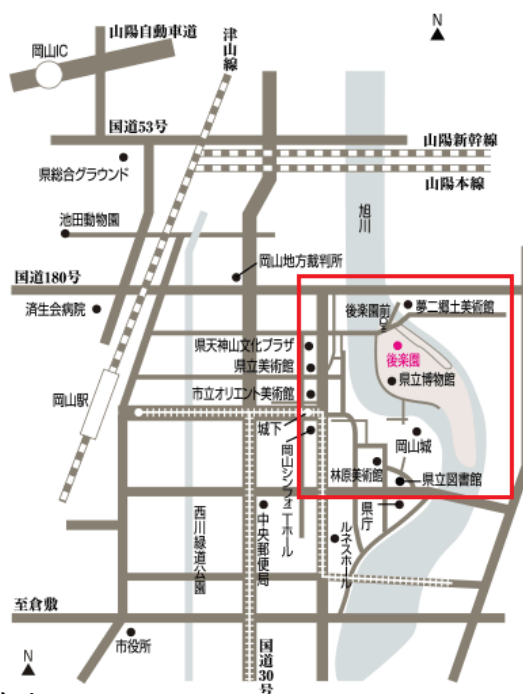 N
山陽自動車道
岡山IC
津山線
国道53号
山陽新幹線
県総合グラウンド
山陽本線
池田動物園
旭川
岡山地方裁判所
国道180号
済生会病院
後楽園前
夢二郷土美術館
県天神山文化プラザ
後楽園
県立美術館
県立博物館
岡山駅
市立オリエント美術館
城下
岡山城
岡山シンフォニーホール
林原美術館
県立図書館
県庁
西川緑道公園
中央郵便局
ルネスホール
至倉敷
市役所
N
国道30号